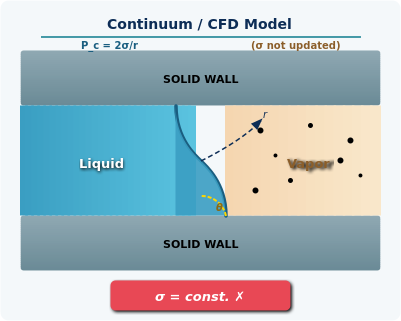 Continuum / CFD Model
P_c = 2σ/r (σ not updated)
SOLID WALL
r
Liquid Vapor
θ
SOLID WALL
σ = const. ✗